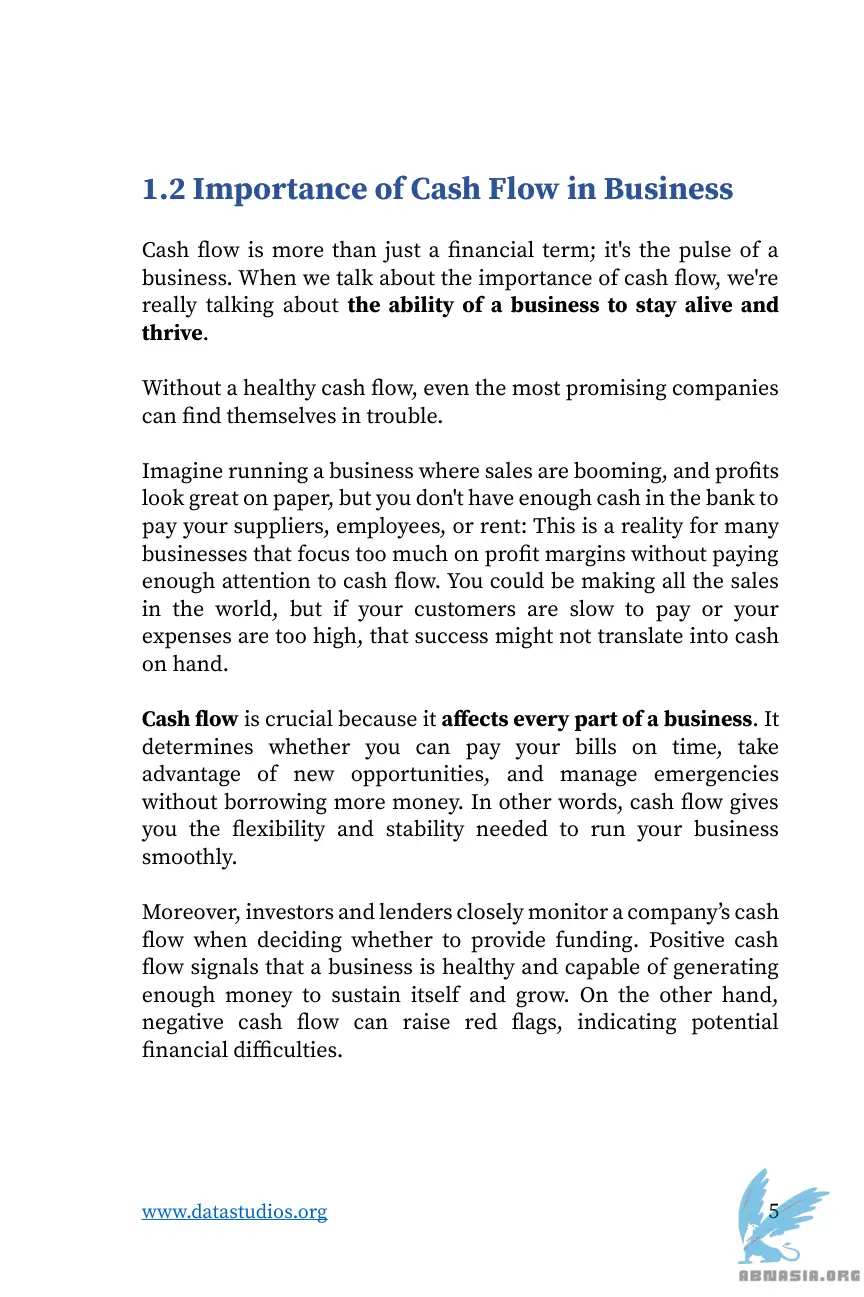 1.2 Importance of Cash Flow in Business
Cash flow is more than just a financial term; it's the pulse of a
business. When we talk about the importance of cash flow, we're
really talking about the ability of a business to stay alive and
thrive.
Without a healthy cash flow, even the most promising companies
can find themselves in trouble.
Imagine running a business where sales are booming, and profits
look great on paper, but you don't have enough cash in the bank to
pay your suppliers, employees, or rent: This is a reality for many
businesses that focus too much on profit margins without paying
enough attention to cash flow. You could be making all the sales
in the world, but if your customers are slow to pay or your
expenses are too high, that success might not translate into cash
on hand.
Cash flow is crucial because it affects every part of a business. It
determines whether you can pay your bills on time, take
advantage of new opportunities, and manage emergencies
without borrowing more money. In other words, cash flow gives
you the flexibility and stability needed to run your business
smoothly.
Moreover, investors and lenders closely monitor a company’s cash
flow when deciding whether to provide funding. Positive cash
flow signals that a business is healthy and capable of generating
enough money to sustain itself and grow. On the other hand,
negative cash flow can raise red flags, indicating potential
financial difficulties.
www.datastudios.org 5
ABNASIA.ORG